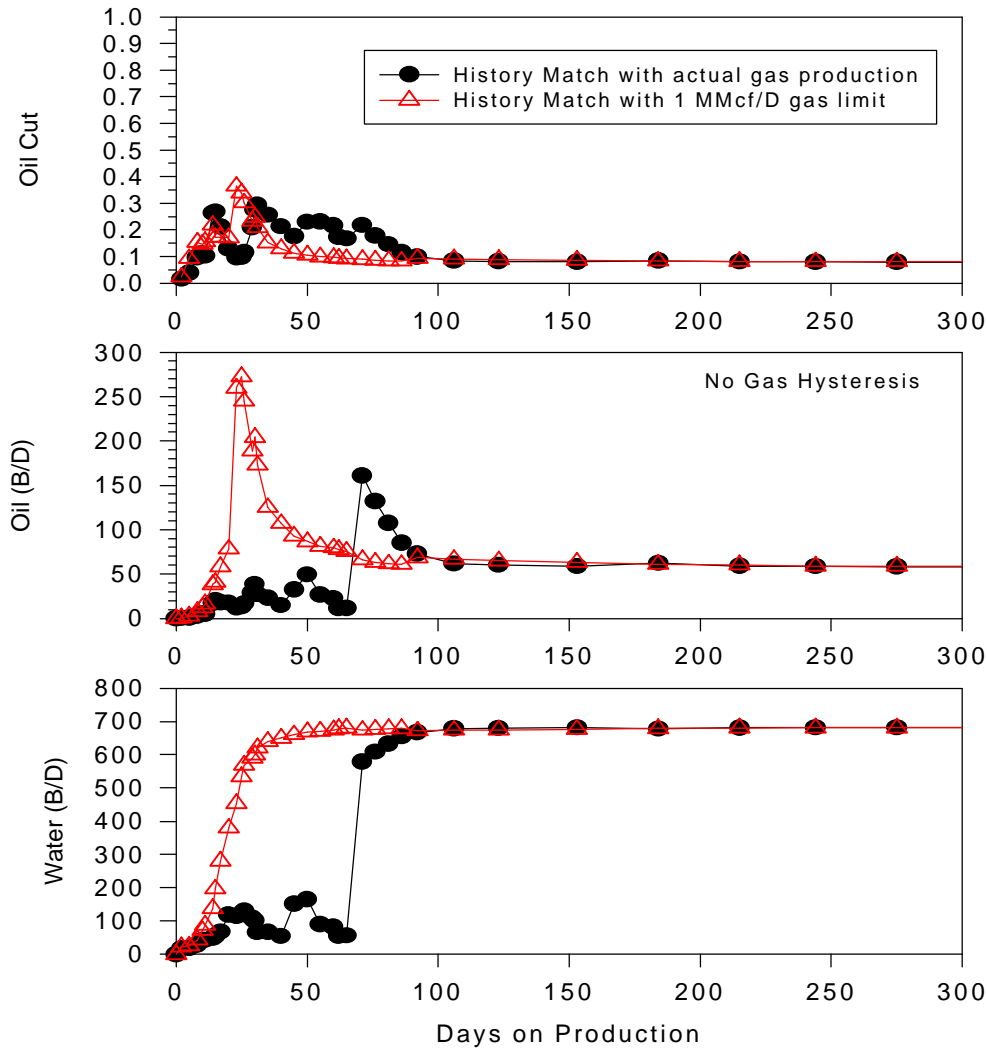 1.0
0.9
0.8
0.7
0.6
0.5
0.4
0.3
0.2
0.1
0.0
Oil Cut
History Match with actual gas production
History Match with 1 MMcf/D gas limit
0 50 100 150 200 250 300
300
250
200
150
100
50
0
Oil (B/D)
No Gas Hysteresis
0 50 100 150 200 250 300
800
700
600
500
400
300
200
100
0
Water (B/D)
0 50 100 150 200 250 300
Days on Production